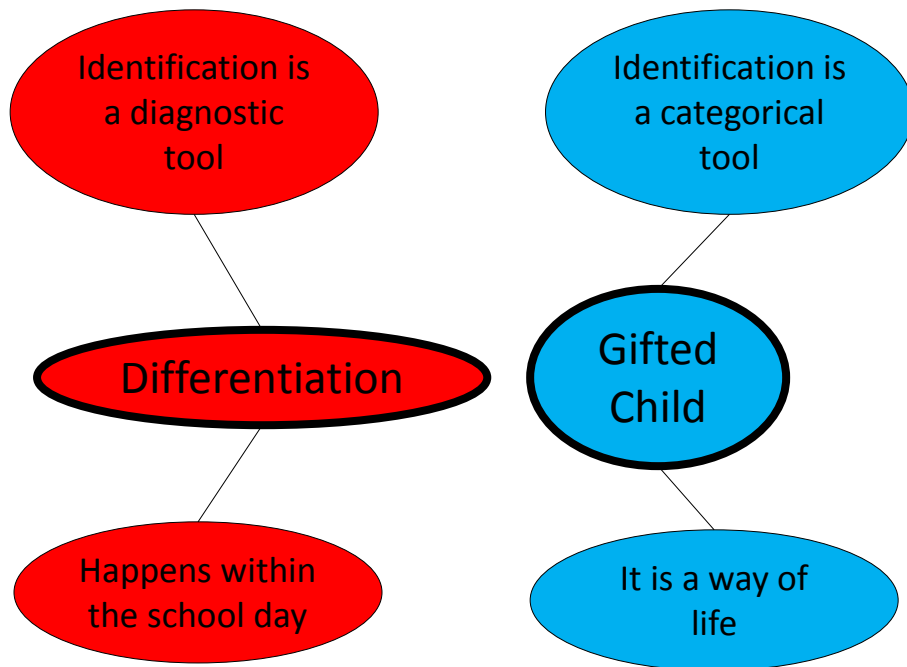 Identification is
a diagnostic
tool
Identification is
a categorical
tool
Differentiation
Gifted
Child
Happens within
the school day
It is a way of
life